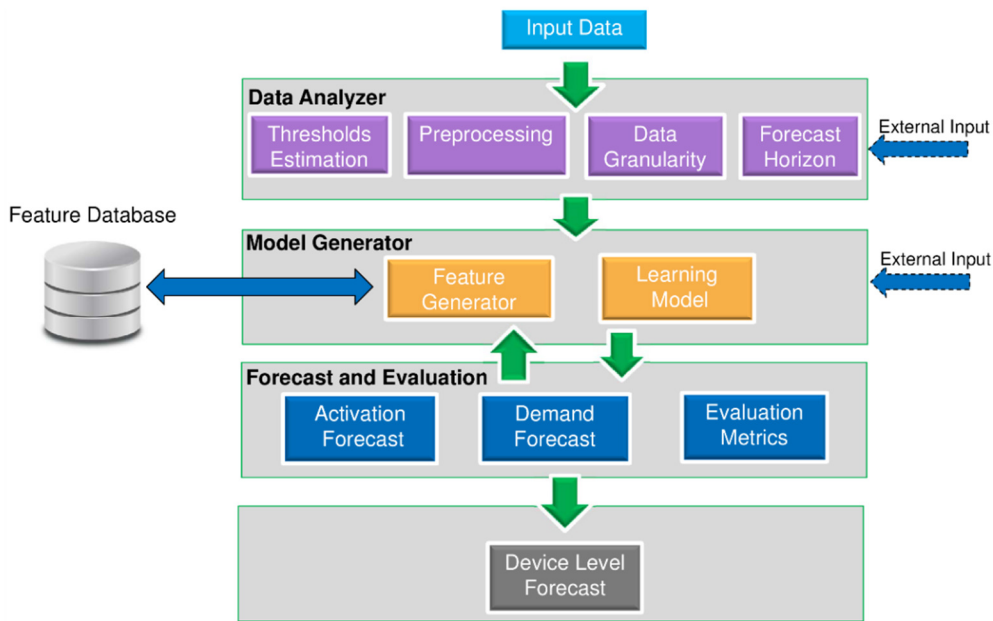 Input Data
Data Analyzer
Thresholds
Estimation
Preprocessing
Data
Granularity
Forecast
Horizon
External Input
Feature Database
Model Generator
Feature
Generator
Learning
Model
External Input
Forecast and Evaluation
Activation
Forecast
Demand
Forecast
Evaluation
Metrics
Device Level
Forecast